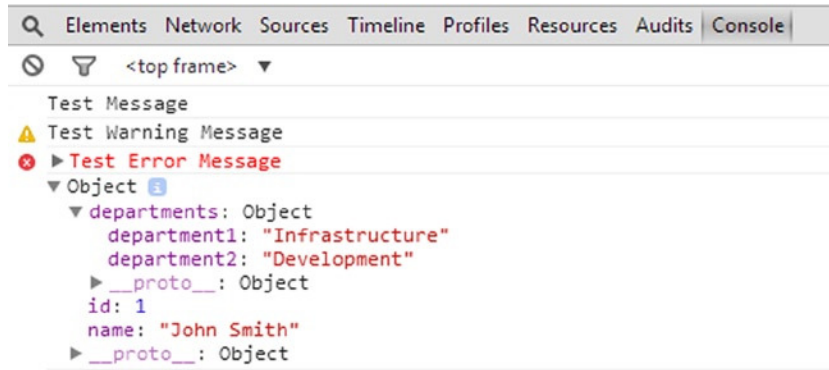 Elements Network Sources Timeline Profiles Resources Audits Console
<top frame> ▼
Test Message
Test Warning Message
▶Test Error Message
▼Object i
▼departments: Object
department1: "Infrastructure"
department2: "Development"
▶__proto__: Object
id: 1
name: "John Smith"
▶__proto__: Object